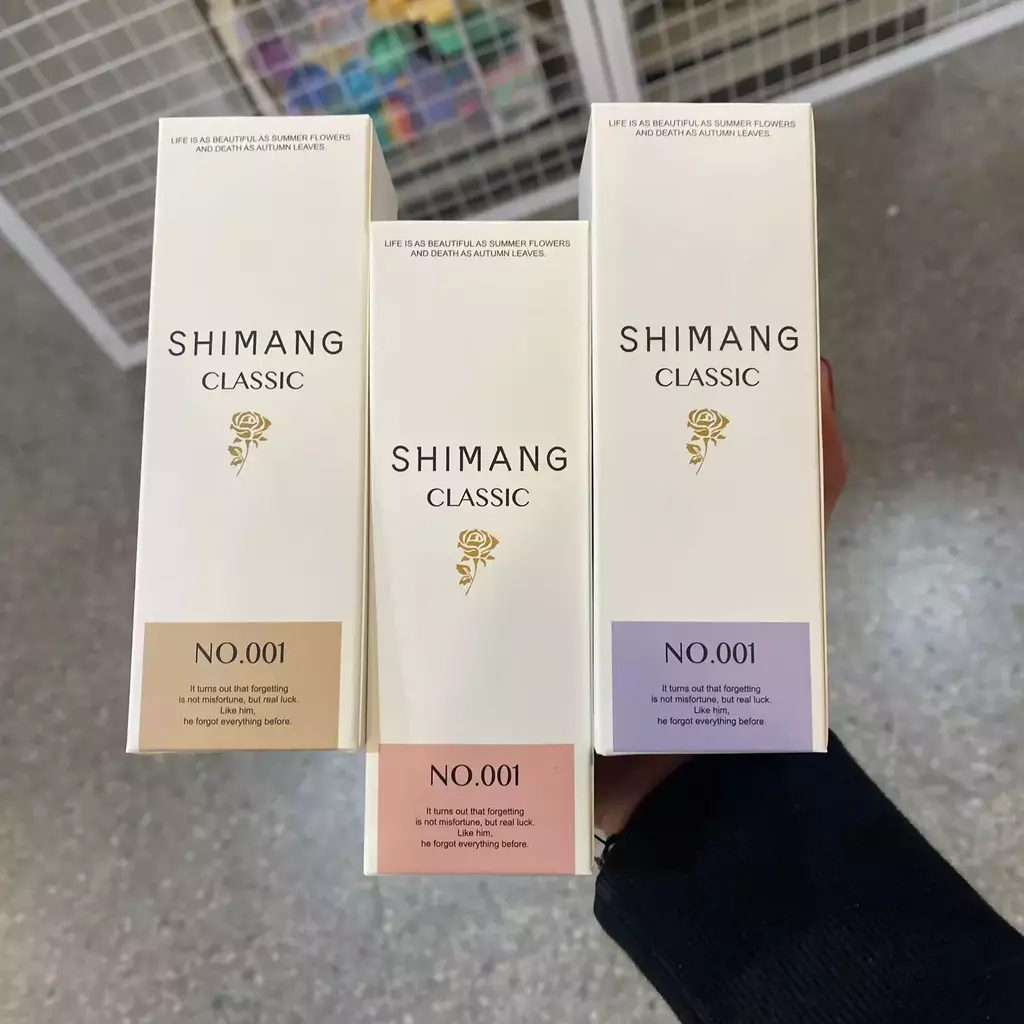 LIFE IS AS BEAUTIFUL AS SUMMER FLOWERS
AND DEATH AS AUTUMN LEAVES.
SHIMANG
CLASSIC
NO.001
It turns out that forgetting
is not misfortune, but real luck.
Like him,
he forgot everything before.
LIFE IS AS BEAUTIFUL AS SUMMER FLOWERS
AND DEATH AS AUTUMN LEAVES.
SHIMANG
CLASSIC
NO.001
It turns out that forgetting
is not misfortune, but real luck.
Like him,
he forgot everything before.
LIFE IS AS BEAUTIFUL AS SUMMER FLOWERS
AND DEATH AS AUTUMN LEAVES.
SHIMANG
CLASSIC
NO.001
It turns out that forgetting
is not misfortune, but real luck.
Like him,
he forgot everything before.